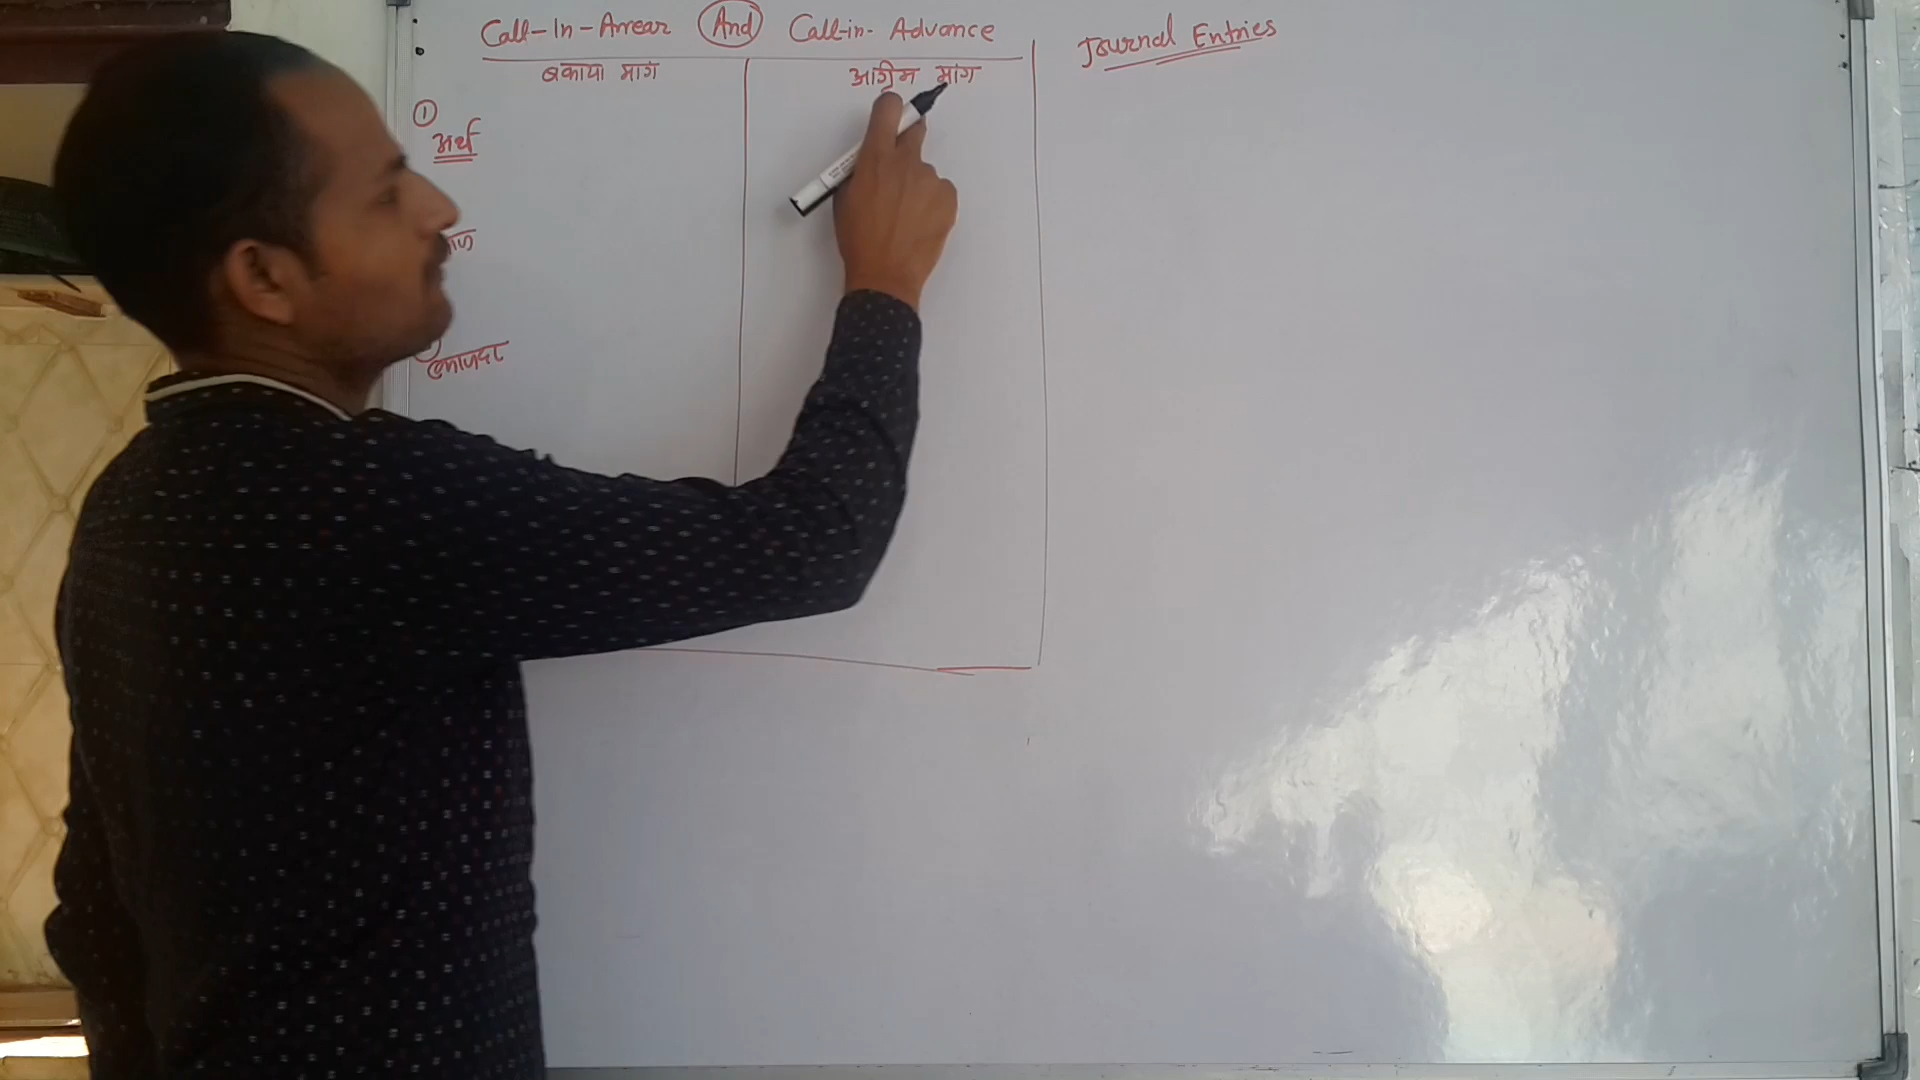 Call-In-Arrear And Call-in-Advance
बकाया मांग
आग्रीम मांग
Journal Entries
①
अर्थ